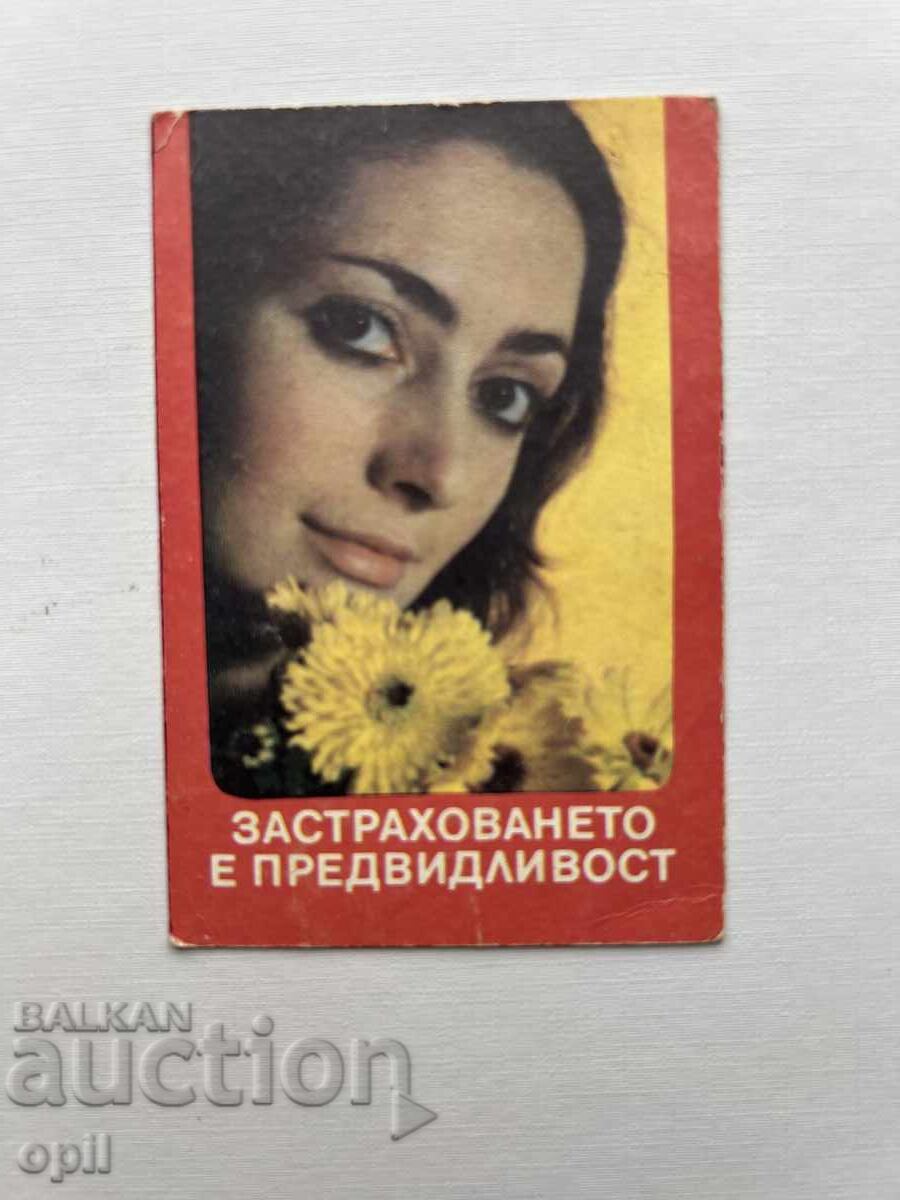 ЗАСТРАХОВАНЕТО
Е ПРЕДВИДЛИВОСТ
BALKAN
auction
opil